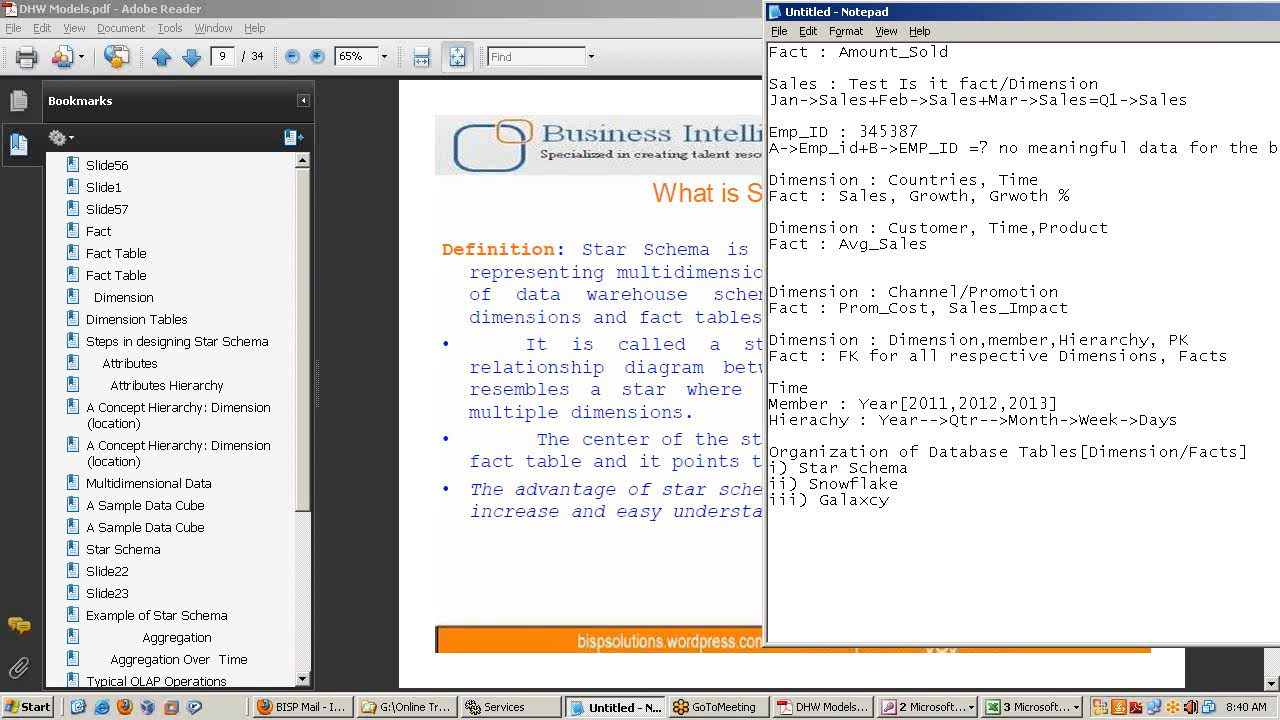 DHW Models.pdf - Adobe Reader
File Edit View Document Tools Window Help
9 / 34 65% Find
Bookmarks
Slide56
Slide1
Slide57
Fact
Fact Table
Fact Table
Dimension
Dimension Tables
Steps in designing Star Schema
Attributes
Attributes Hierarchy
A Concept Hierarchy: Dimension
(location)
A Concept Hierarchy: Dimension
(location)
Multidimensional Data
A Sample Data Cube
A Sample Data Cube
Star Schema
Slide22
Slide23
Example of Star Schema
Aggregation
Aggregation Over Time
Typical OLAP Operations
Business Intelli
Specialized in creating talent reso
What is S
Definition: Star Schema is
representing multidimensio
of data warehouse schem
dimensions and fact tables
• It is called a st
relationship diagram betw
resembles a star where
multiple dimensions.
• The center of the st
fact table and it points t
• The advantage of star sche
increase and easy understa
bispsolutions.wordpress.com
Untitled - Notepad
File Edit Format View Help
Fact : Amount_Sold
Sales : Test Is it fact/Dimension
Jan->Sales+Feb->Sales+Mar->Sales=Q1->Sales
Emp_ID : 345387
A->Emp_id+B->EMP_ID =? no meaningful data for the b
Dimension : Countries, Time
Fact : Sales, Growth, Grwoth %
Dimension : Customer, Time,Product
Fact : Avg_Sales
Dimension : Channel/Promotion
Fact : Prom_Cost, Sales_Impact
Dimension : Dimension,member,Hierarchy, PK
Fact : FK for all respective Dimensions, Facts
Time
Member : Year[2011,2012,2013]
Hierachy : Year-->Qtr-->Month->Week->Days
Organization of Database Tables[Dimension/Facts]
i) Star Schema
ii) Snowflake
iii) Galaxcy
Start BISP Mail - I... G:\Online Tr... Services Untitled - N... GoToMeeting DHW Models... 2 Microsoft... 3 Microsoft... 8:40 AM